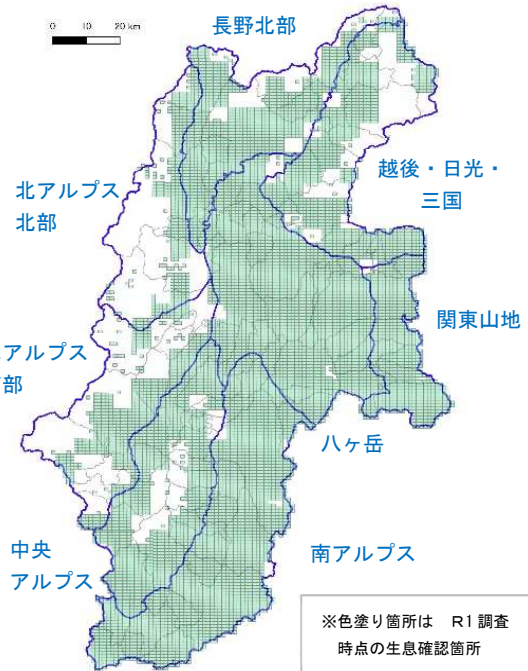 0 10 20 km
長野北部
越後・日光・
三国
北アルプス
北部
関東山地
アルプス
部
八ヶ岳
中央
アルプス
南アルプス
※色塗り箇所は R1調査
時点の生息確認箇所